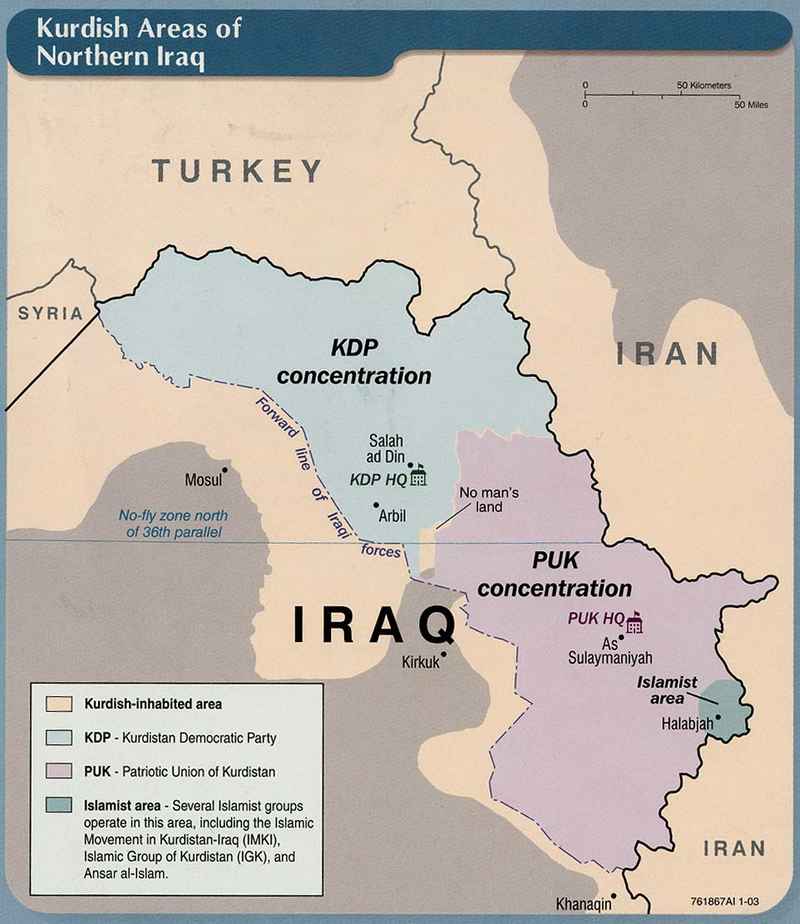 Kurdish Areas of
Northern Iraq
0 50 Kilometers
0 50 Miles
TURKEY
SYRIA
IRAN
KDP
concentration
Forward line of Iraqi forces
Salah
ad Din
KDP HQ
Mosul
Arbil
No man's
land
No-fly zone north
of 36th parallel
PUK
concentration
IRAQ
PUK HQ
As
Sulaymaniyah
Kirkuk
Islamist
area
Halabjah
Kurdish-inhabited area
KDP - Kurdistan Democratic Party
PUK - Patriotic Union of Kurdistan
Islamist area - Several Islamist groups
operate in this area, including the Islamic
Movement in Kurdistan-Iraq (IMKI),
Islamic Group of Kurdistan (IGK), and
Ansar al-Islam.
IRAN
Khanaqin
761867AI 1-03